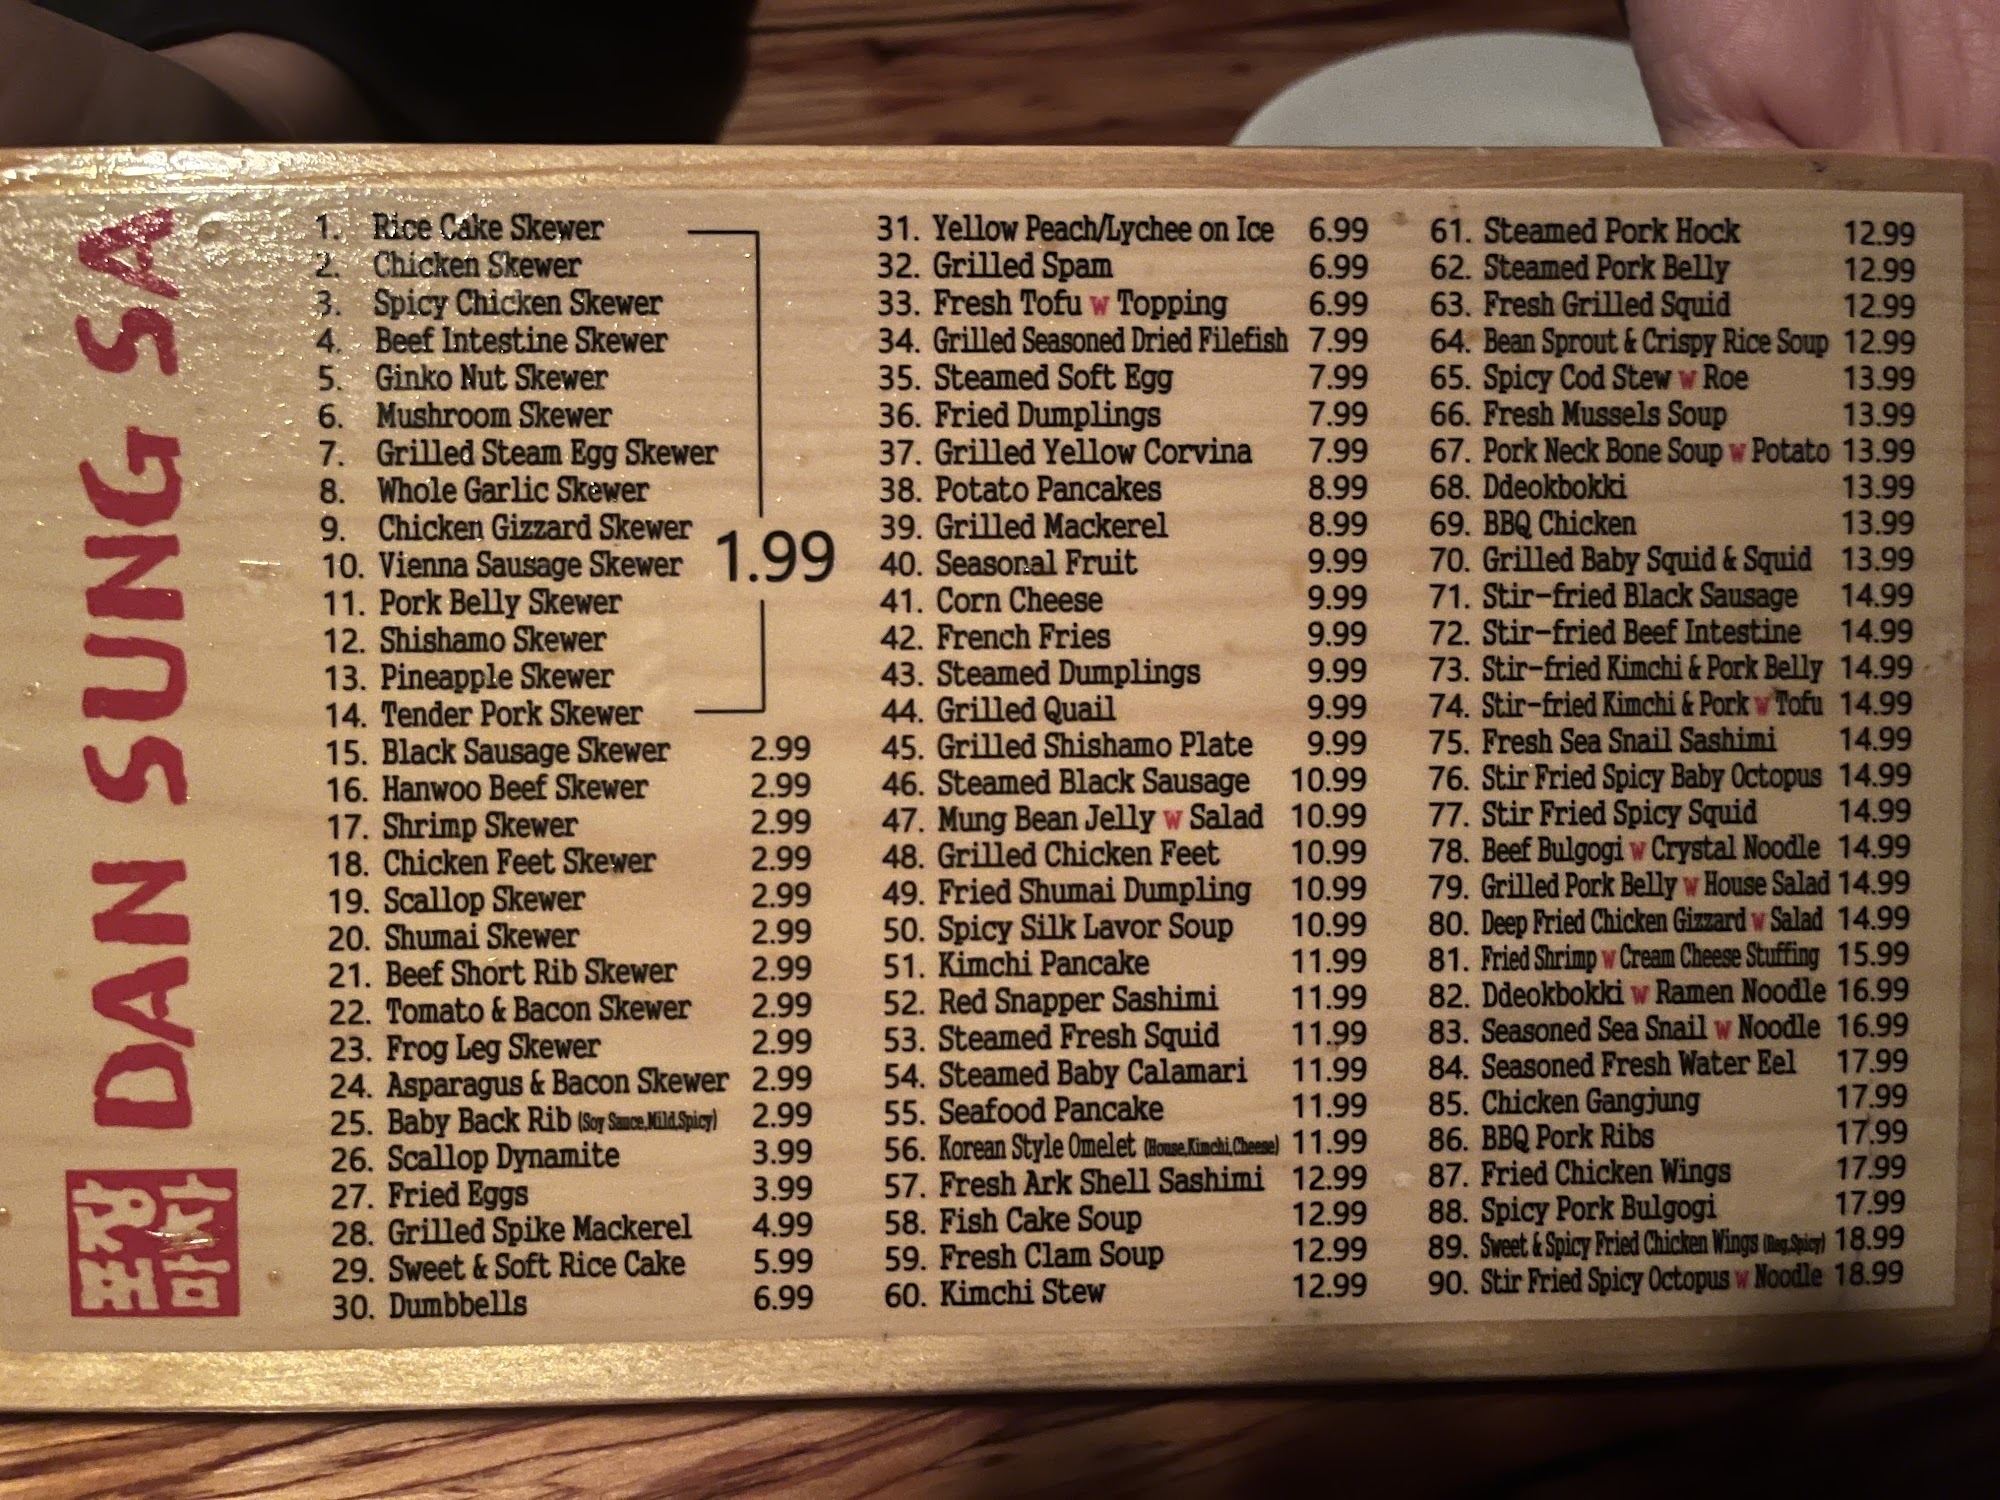 DAN SUNG SA
1. Rice Cake Skewer
2. Chicken Skewer
3. Spicy Chicken Skewer
4. Beef Intestine Skewer
5. Ginko Nut Skewer
6. Mushroom Skewer
7. Grilled Steam Egg Skewer
8. Whole Garlic Skewer
9. Chicken Gizzard Skewer
10. Vienna Sausage Skewer
11. Pork Belly Skewer
12. Shishamo Skewer
13. Pineapple Skewer
14. Tender Pork Skewer
1.99
15. Black Sausage Skewer 2.99
16. Hanwoo Beef Skewer 2.99
17. Shrimp Skewer 2.99
18. Chicken Feet Skewer 2.99
19. Scallop Skewer 2.99
20. Shumai Skewer 2.99
21. Beef Short Rib Skewer 2.99
22. Tomato & Bacon Skewer 2.99
23. Frog Leg Skewer 2.99
24. Asparagus & Bacon Skewer 2.99
25. Baby Back Rib (Soy Sauce,Mild,Spicy) 2.99
26. Scallop Dynamite 3.99
27. Fried Eggs 3.99
28. Grilled Spike Mackerel 4.99
29. Sweet & Soft Rice Cake 5.99
30. Dumbbells 6.99
31. Yellow Peach/Lychee on Ice 6.99
32. Grilled Spam 6.99
33. Fresh Tofu w Topping 6.99
34. Grilled Seasoned Dried Filefish 7.99
35. Steamed Soft Egg 7.99
36. Fried Dumplings 7.99
37. Grilled Yellow Corvina 7.99
38. Potato Pancakes 8.99
39. Grilled Mackerel 8.99
40. Seasonal Fruit 9.99
41. Corn Cheese 9.99
42. French Fries 9.99
43. Steamed Dumplings 9.99
44. Grilled Quail 9.99
45. Grilled Shishamo Plate 9.99
46. Steamed Black Sausage 10.99
47. Mung Bean Jelly w Salad 10.99
48. Grilled Chicken Feet 10.99
49. Fried Shumai Dumpling 10.99
50. Spicy Silk Lavor Soup 10.99
51. Kimchi Pancake 11.99
52. Red Snapper Sashimi 11.99
53. Steamed Fresh Squid 11.99
54. Steamed Baby Calamari 11.99
55. Seafood Pancake 11.99
56. Korean Style Omelet (House,Kimchi,Cheese) 11.99
57. Fresh Ark Shell Sashimi 12.99
58. Fish Cake Soup 12.99
59. Fresh Clam Soup 12.99
60. Kimchi Stew 12.99
61. Steamed Pork Hock 12.99
62. Steamed Pork Belly 12.99
63. Fresh Grilled Squid 12.99
64. Bean Sprout & Crispy Rice Soup 12.99
65. Spicy Cod Stew w Roe 13.99
66. Fresh Mussels Soup 13.99
67. Pork Neck Bone Soup w Potato 13.99
68. Ddeokbokki 13.99
69. BBQ Chicken 13.99
70. Grilled Baby Squid & Squid 13.99
71. Stir-fried Black Sausage 14.99
72. Stir-fried Beef Intestine 14.99
73. Stir-fried Kimchi & Pork Belly 14.99
74. Stir-fried Kimchi & Pork w Tofu 14.99
75. Fresh Sea Snail Sashimi 14.99
76. Stir Fried Spicy Baby Octopus 14.99
77. Stir Fried Spicy Squid 14.99
78. Beef Bulgogi w Crystal Noodle 14.99
79. Grilled Pork Belly w House Salad 14.99
80. Deep Fried Chicken Gizzard w Salad 14.99
81. Fried Shrimp w Cream Cheese Stuffing 15.99
82. Ddeokbokki w Ramen Noodle 16.99
83. Seasoned Sea Snail w Noodle 16.99
84. Seasoned Fresh Water Eel 17.99
85. Chicken Gangjung 17.99
86. BBQ Pork Ribs 17.99
87. Fried Chicken Wings 17.99
88. Spicy Pork Bulgogi 17.99
89. Sweet & Spicy Fried Chicken Wings (Reg,Spicy) 18.99
90. Stir Fried Spicy Octopus w Noodle 18.99